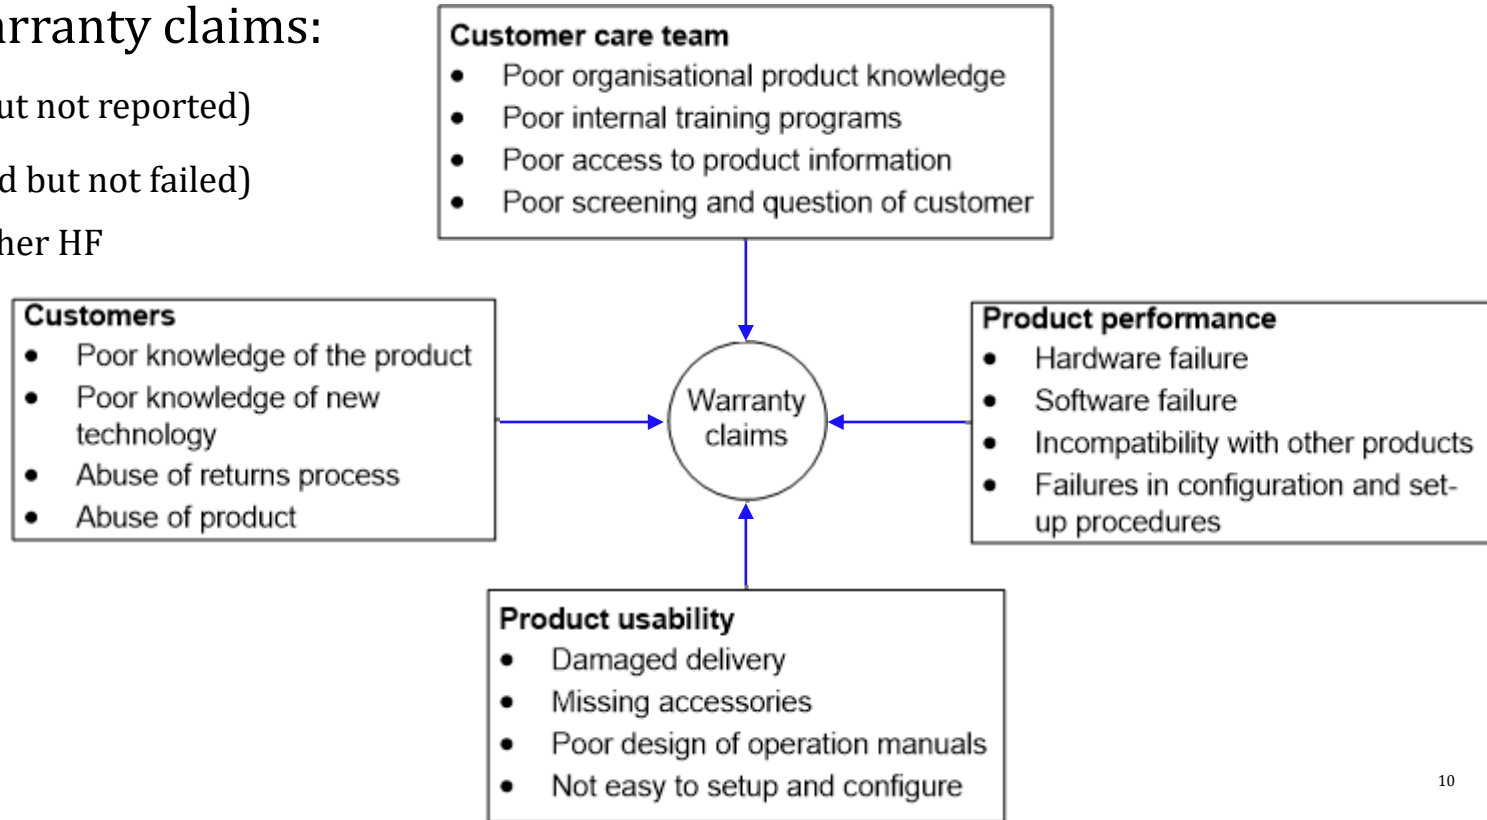 rranty claims:
ut not reported)
d but not failed)
her HF
Customer care team
• Poor organisational product knowledge
• Poor internal training programs
• Poor access to product information
• Poor screening and question of customer
Customers
• Poor knowledge of the product
• Poor knowledge of new
technology
• Abuse of returns process
• Abuse of product
Warranty
claims
Product performance
• Hardware failure
• Software failure
• Incompatibility with other products
• Failures in configuration and set-
up procedures
Product usability
• Damaged delivery
• Missing accessories
• Poor design of operation manuals
• Not easy to setup and configure
10